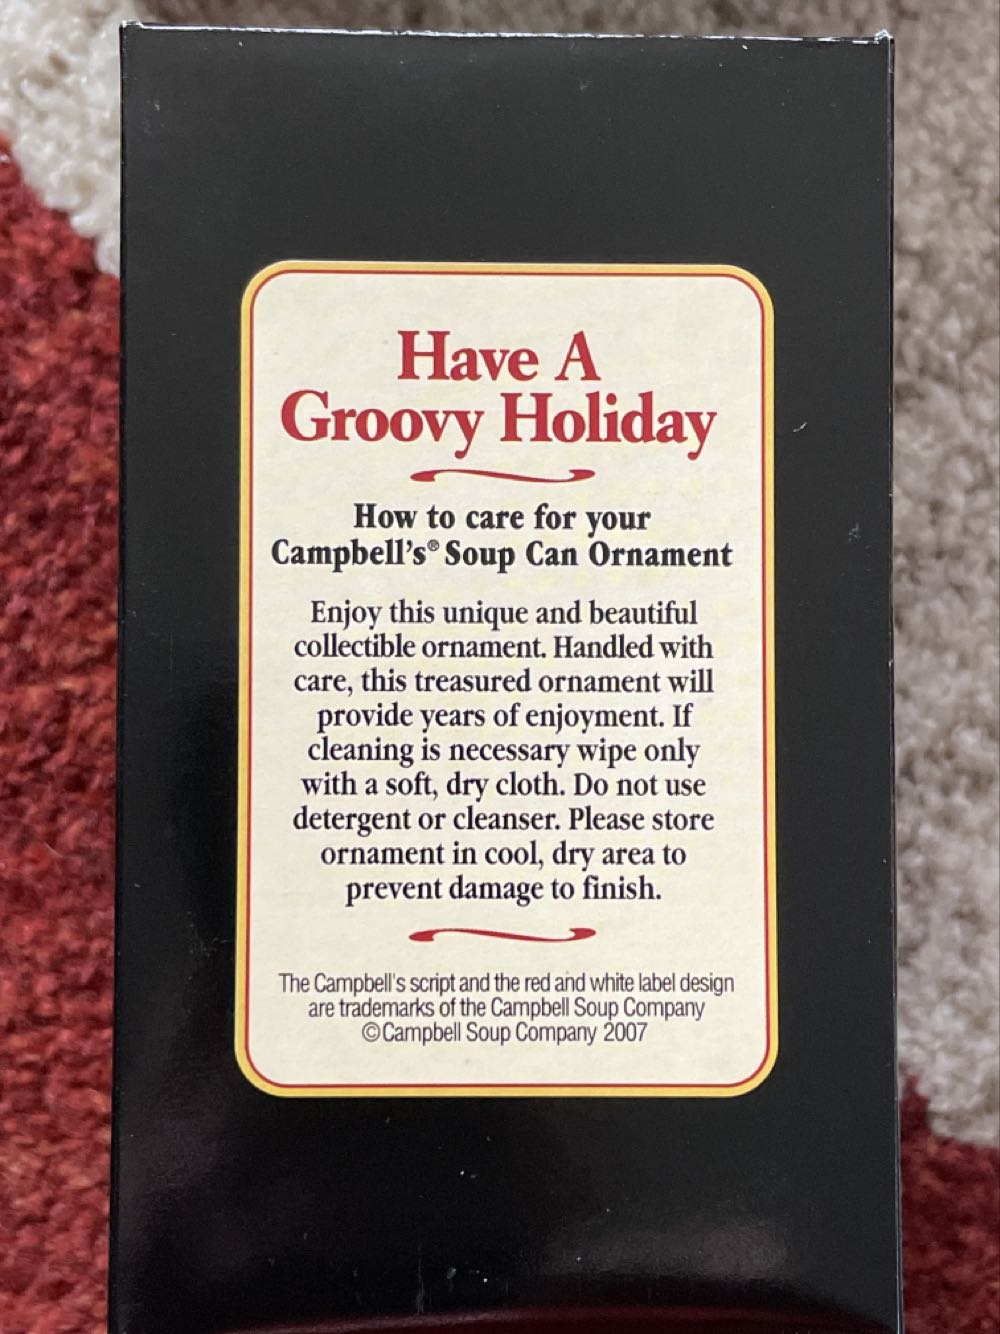 Have A
Groovy Holiday
How to care for your
Campbell's® Soup Can Ornament
Enjoy this unique and beautiful
collectible ornament. Handled with
care, this treasured ornament will
provide years of enjoyment. If
cleaning is necessary wipe only
with a soft, dry cloth. Do not use
detergent or cleanser. Please store
ornament in cool, dry area to
prevent damage to finish.
The Campbell's script and the red and white label design
are trademarks of the Campbell Soup Company
©Campbell Soup Company 2007